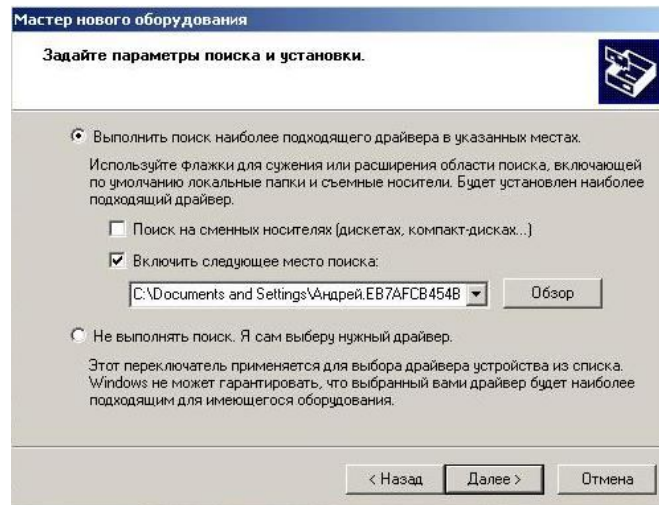 Мастер нового оборудования
Задайте параметры поиска и установки.
Выполнить поиск наиболее подходящего драйвера в указанных местах.
Используйте флажки для сужения или расширения области поиска, включающей
по умолчанию локальные папки и съемные носители. Будет установлен наиболее
подходящий драйвер.
Поиск на сменных носителях (дискетах, компакт-дисках...)
Включить следующее место поиска:
C:\Documents and Settings\Андрей.EB7AFCB454B
Обзор
Не выполнять поиск. Я сам выберу нужный драйвер.
Этот переключатель применяется для выбора драйвера устройства из списка.
Windows не может гарантировать, что выбранный вами драйвер будет наиболее
подходящим для имеющегося оборудования.
< Назад Далее > Отмена